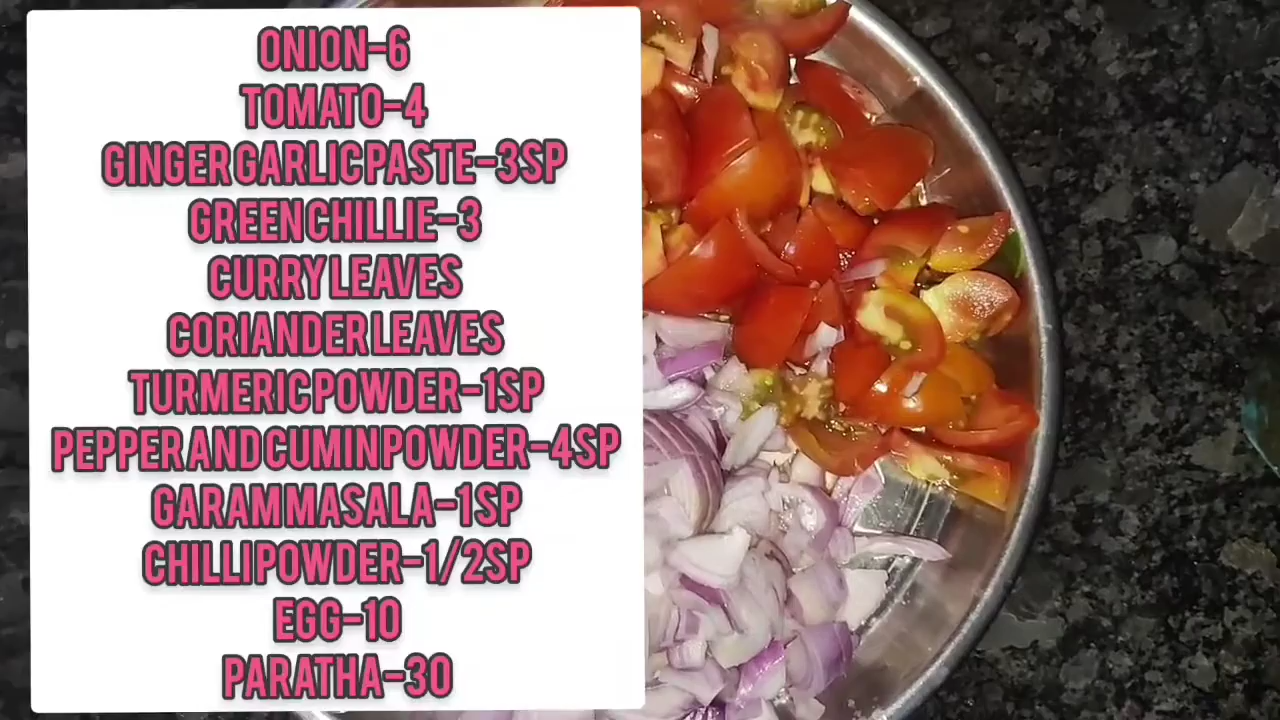 ONION-6
TOMATO-4
GINGER GARLIC PASTE-3SP
GREEN CHILLIE-3
CURRY LEAVES
CORIANDER LEAVES
TURMERIC POWDER-1SP
PEPPER AND CUMIN POWDER-4SP
GARAM MASALA-1SP
CHILLI POWDER-1/2SP
EGG-10
PARATHA-30